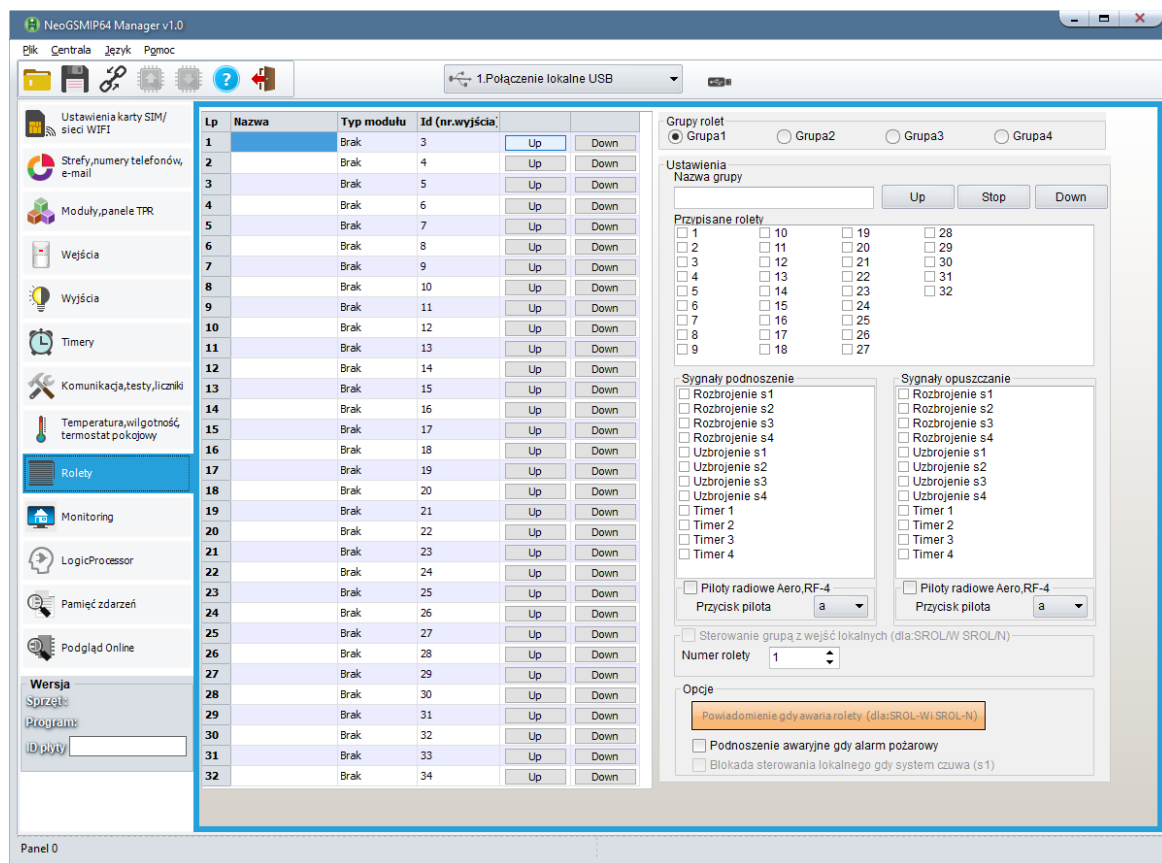 NeoGSMIP64 Manager v1.0
Plik Centrala Język Pomoc
1.Połączenie lokalne USB
Ustawienia karty SIM/
sieci WIFI
Strefy,numery telefonów,
e-mail
Moduły,panele TPR
Wejścia
Wyjścia
Timery
Komunikacja,testy,liczniki
Temperatura,wilgotność,
termostat pokojowy
Rolety
Monitoring
LogicProcessor
Pamięć zdarzeń
Podgląd Online
Wersja
Sprzęt:
Program:
ID płyty
Lp Nazwa Typ modułu Id (nr.wyjścia)
1 Brak 3 Up Down
2 Brak 4 Up Down
3 Brak 5 Up Down
4 Brak 6 Up Down
5 Brak 7 Up Down
6 Brak 8 Up Down
7 Brak 9 Up Down
8 Brak 10 Up Down
9 Brak 11 Up Down
10 Brak 12 Up Down
11 Brak 13 Up Down
12 Brak 14 Up Down
13 Brak 15 Up Down
14 Brak 16 Up Down
15 Brak 17 Up Down
16 Brak 18 Up Down
17 Brak 19 Up Down
18 Brak 20 Up Down
19 Brak 21 Up Down
20 Brak 22 Up Down
21 Brak 23 Up Down
22 Brak 24 Up Down
23 Brak 25 Up Down
24 Brak 26 Up Down
25 Brak 27 Up Down
26 Brak 28 Up Down
27 Brak 29 Up Down
28 Brak 30 Up Down
29 Brak 31 Up Down
30 Brak 32 Up Down
31 Brak 33 Up Down
32 Brak 34 Up Down
Grupy rolet
Grupa1 Grupa2 Grupa3 Grupa4
Ustawienia
Nazwa grupy
Up Stop Down
Przypisane rolety
1 10 19 28
2 11 20 29
3 12 21 30
4 13 22 31
5 14 23 32
6 15 24
7 16 25
8 17 26
9 18 27
Sygnały podnoszenie
Rozbrojenie s1
Rozbrojenie s2
Rozbrojenie s3
Rozbrojenie s4
Uzbrojenie s1
Uzbrojenie s2
Uzbrojenie s3
Uzbrojenie s4
Timer 1
Timer 2
Timer 3
Timer 4
Piloty radiowe Aero,RF-4
Przycisk pilota a
Sygnały opuszczanie
Rozbrojenie s1
Rozbrojenie s2
Rozbrojenie s3
Rozbrojenie s4
Uzbrojenie s1
Uzbrojenie s2
Uzbrojenie s3
Uzbrojenie s4
Timer 1
Timer 2
Timer 3
Timer 4
Piloty radiowe Aero,RF-4
Przycisk pilota a
Sterowanie grupą z wejść lokalnych (dla:SROL/W SROL/N)
Numer rolety 1
Opcje
Powiadomienie gdy awaria rolety (dla:SROL-W i SROL-N)
Podnoszenie awaryjne gdy alarm pożarowy
Blokada sterowania lokalnego gdy system czuwa (s1)
Panel 0